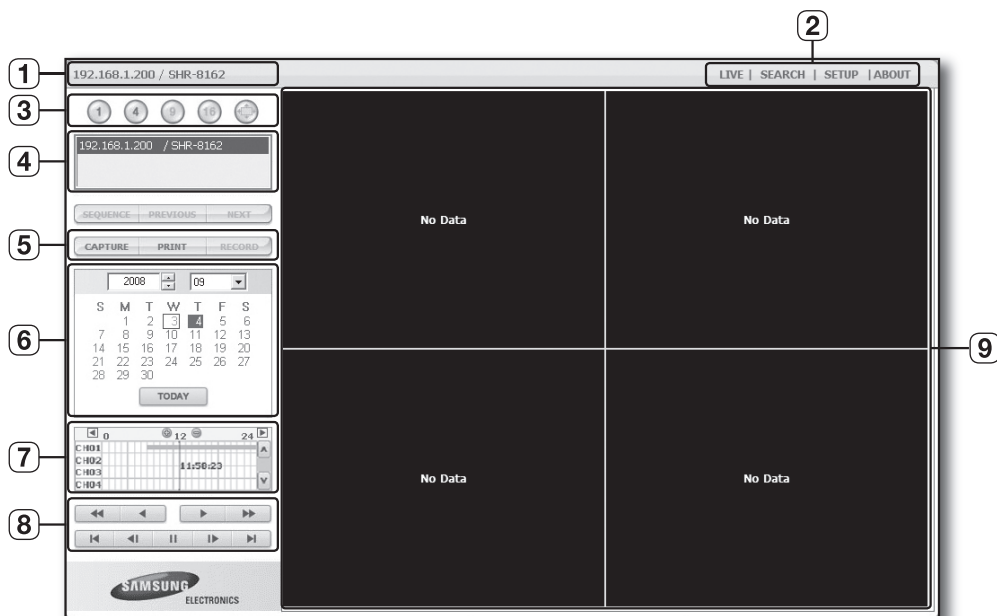 2
1
192.168.1.200 / SHR-8162
LIVE | SEARCH | SETUP | ABOUT
3
1 4 9 16
4
192.168.1.200 / SHR-8162
SEQUENCE PREVIOUS NEXT
5
CAPTURE PRINT RECORD
6
2008 09
S M T W T F S
1 2 3 4 5 6
7 8 9 10 11 12 13
14 15 16 17 18 19 20
21 22 23 24 25 26 27
28 29 30
TODAY
7
0 12 24
CH01
CH02
11:50:23
CH03
CH04
8
SAMSUNG
ELECTRONICS
No Data
No Data
9
No Data
No Data